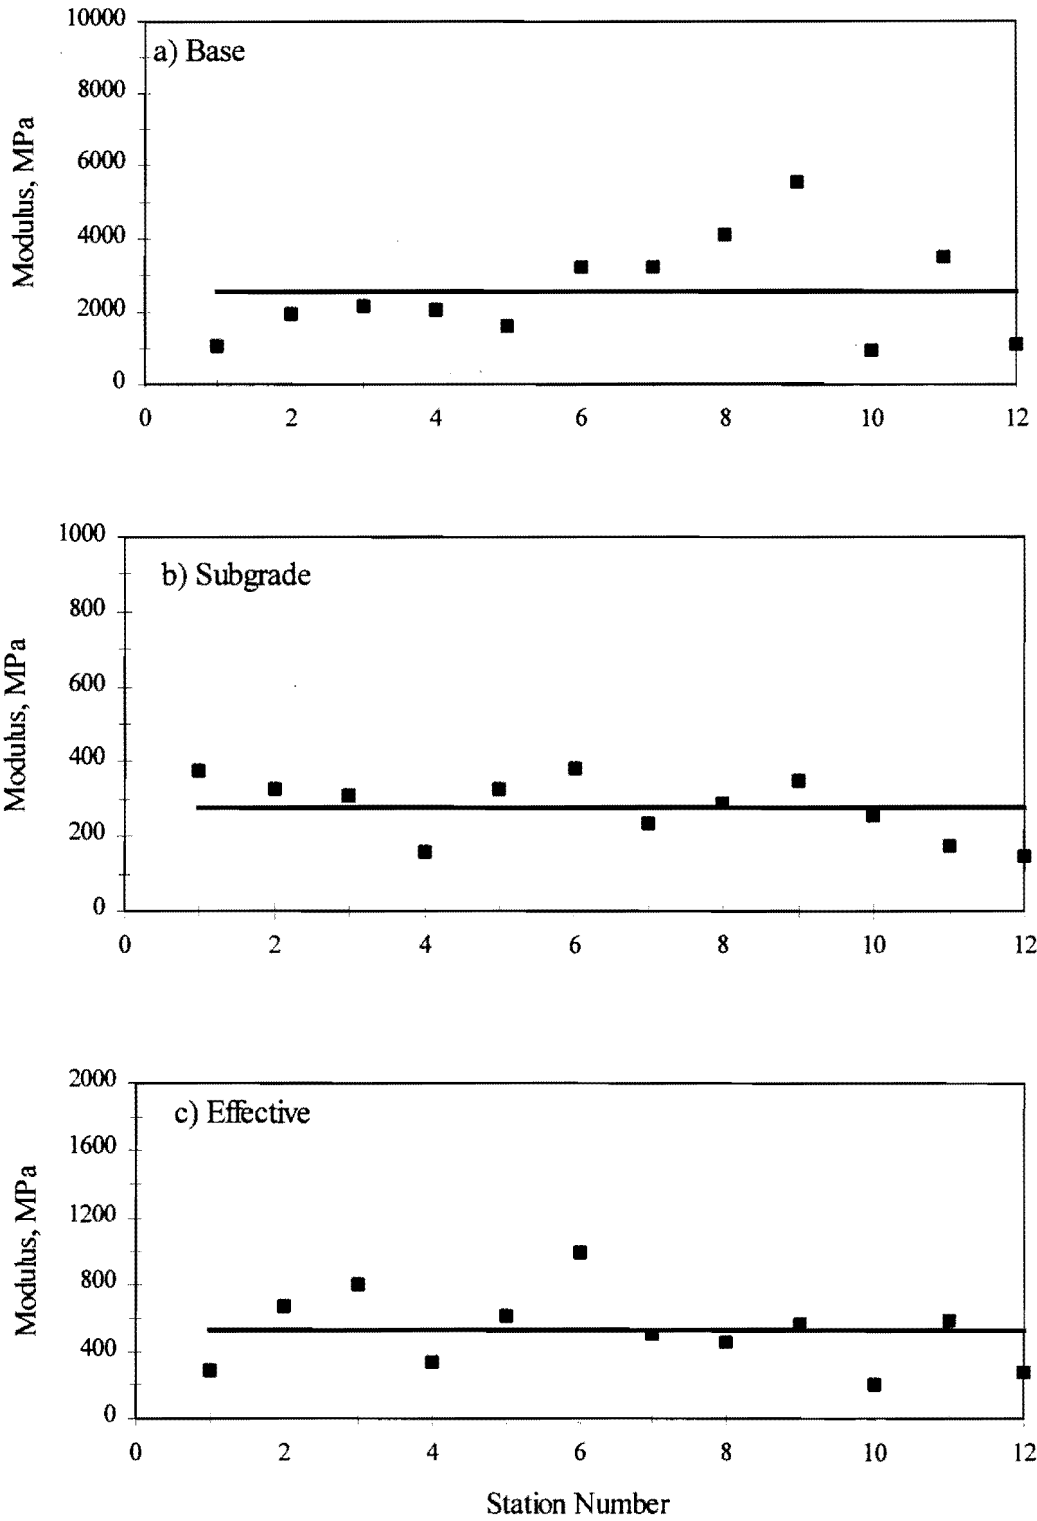 10000
a) Base
8000
6000
4000
2000
0
Modulus, MPa
0 2 4 6 8 10 12
1000
b) Subgrade
800
600
400
200
0
Modulus, MPa
0 2 4 6 8 10 12
2000
c) Effective
1600
1200
800
400
0
Modulus, MPa
0 2 4 6 8 10 12
Station Number